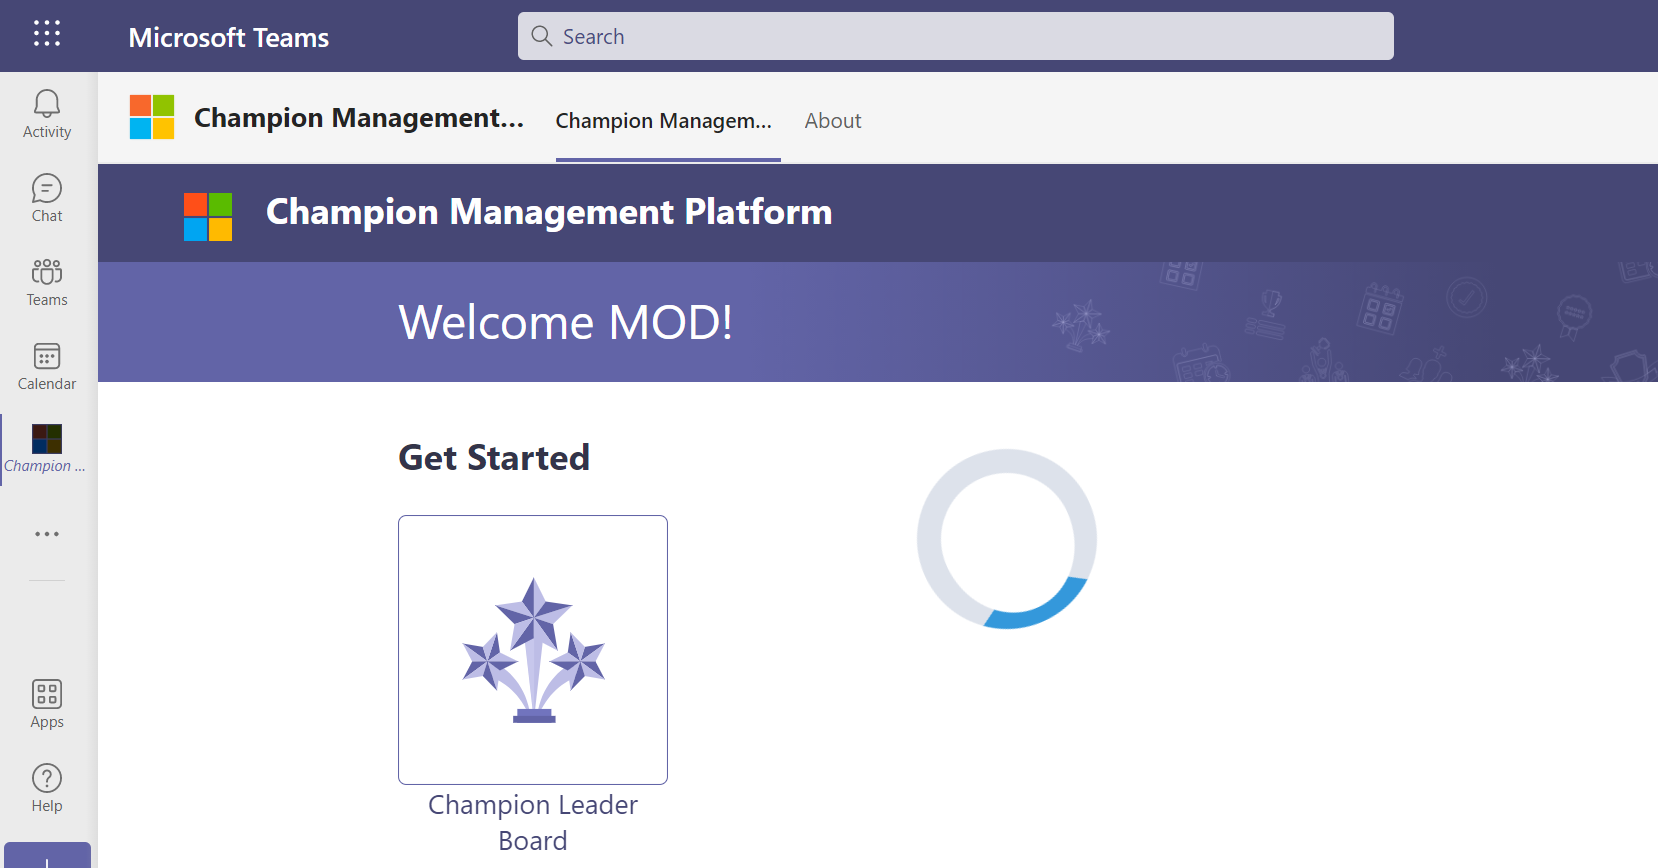 Microsoft Teams
Search
Activity
Chat
Teams
Calendar
Champion ...
Apps
Help
Champion Management...
Champion Managem...
About
Champion Management Platform
Welcome MOD!
Get Started
Champion Leader
Board